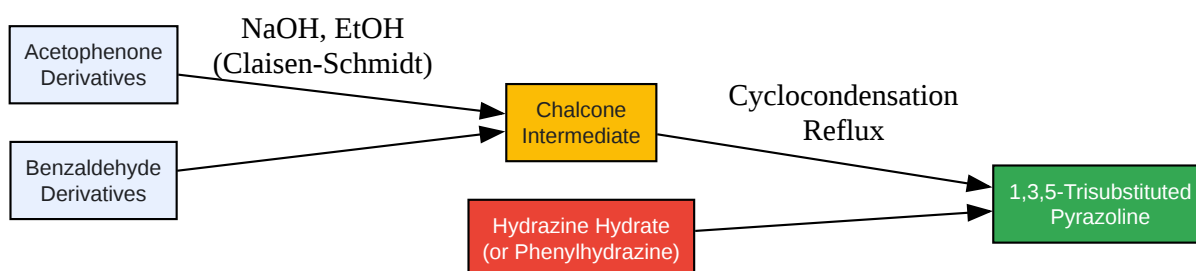 Acetophenone
Derivatives
NaOH, EtOH
(Claisen-Schmidt)
Benzaldehyde
Derivatives
Chalcone
Intermediate
Cyclocondensation
Reflux
Hydrazine Hydrate
(or Phenylhydrazine)
1,3,5-Trisubstituted
Pyrazoline